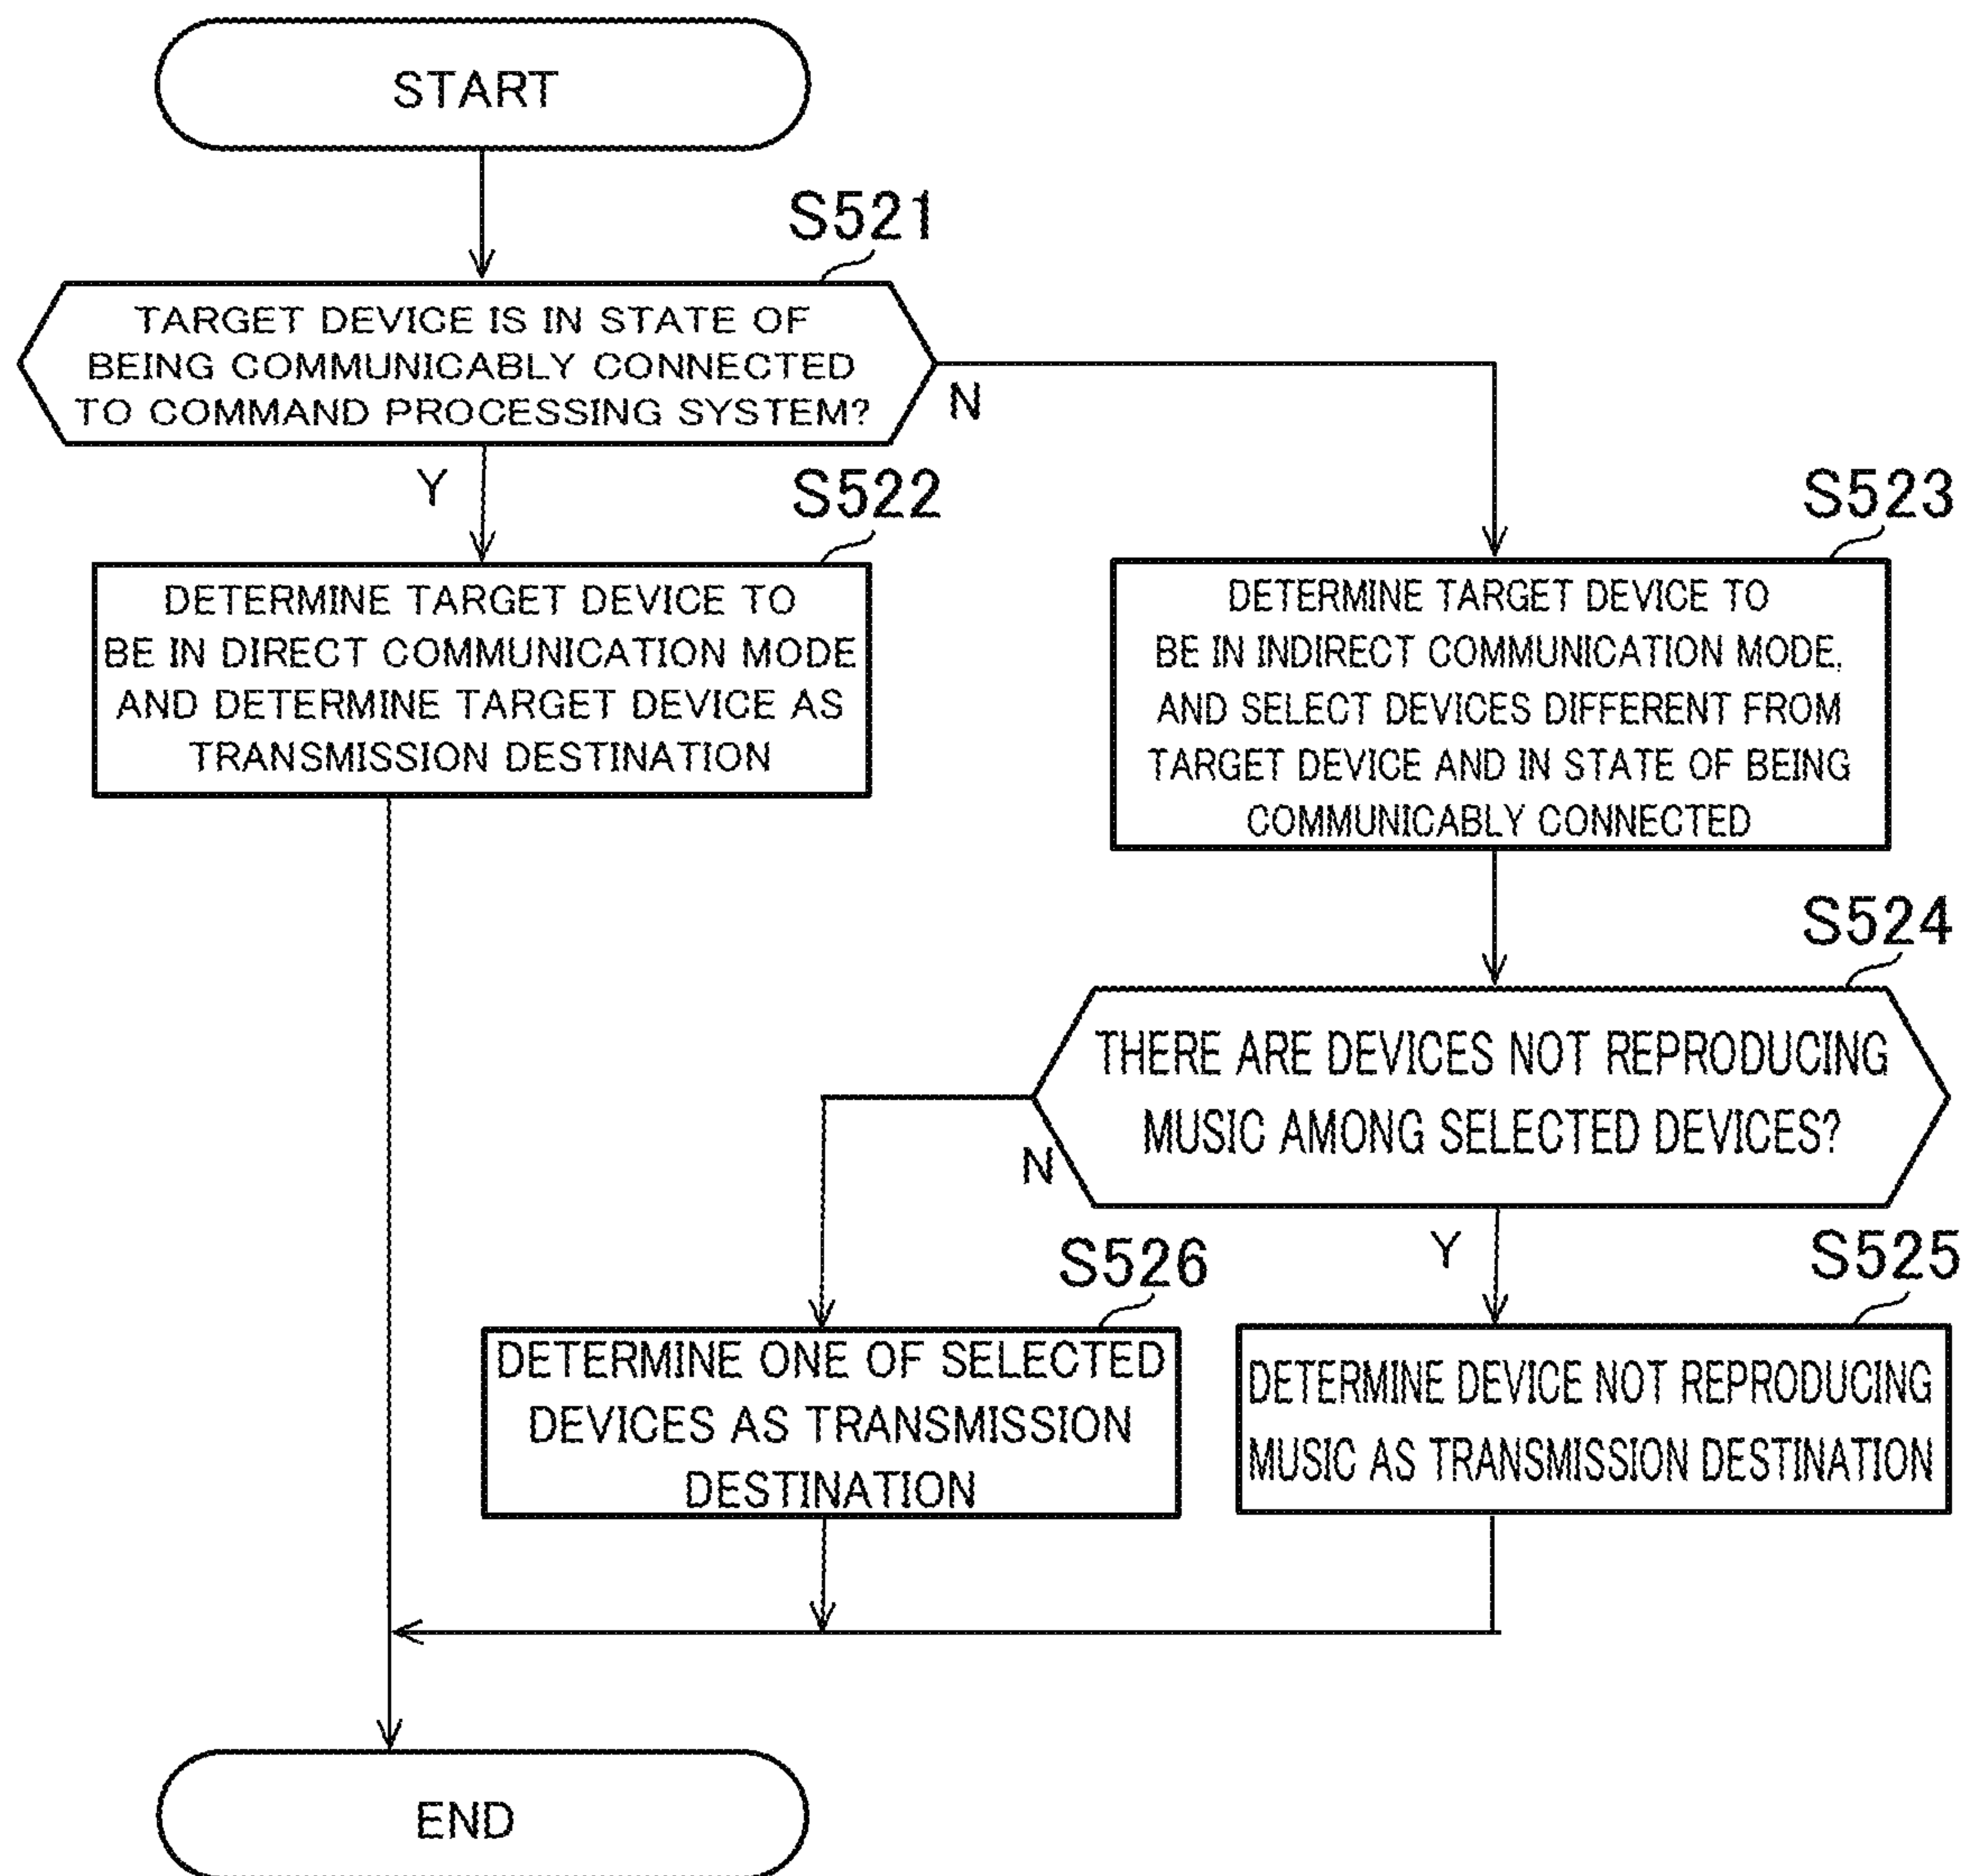 START
S521
TARGET DEVICE IS IN STATE OF
BEING COMMUNICABLY CONNECTED
TO COMMAND PROCESSING SYSTEM?
N
Y
S522
DETERMINE TARGET DEVICE TO
BE IN DIRECT COMMUNICATION MODE
AND DETERMINE TARGET DEVICE AS
TRANSMISSION DESTINATION
S523
DETERMINE TARGET DEVICE TO
BE IN INDIRECT COMMUNICATION MODE,
AND SELECT DEVICES DIFFERENT FROM
TARGET DEVICE AND IN STATE OF BEING
COMMUNICABLY CONNECTED
S524
THERE ARE DEVICES NOT REPRODUCING
MUSIC AMONG SELECTED DEVICES?
N
Y
S526
DETERMINE ONE OF SELECTED
DEVICES AS TRANSMISSION
DESTINATION
S525
DETERMINE DEVICE NOT REPRODUCING
MUSIC AS TRANSMISSION DESTINATION
END